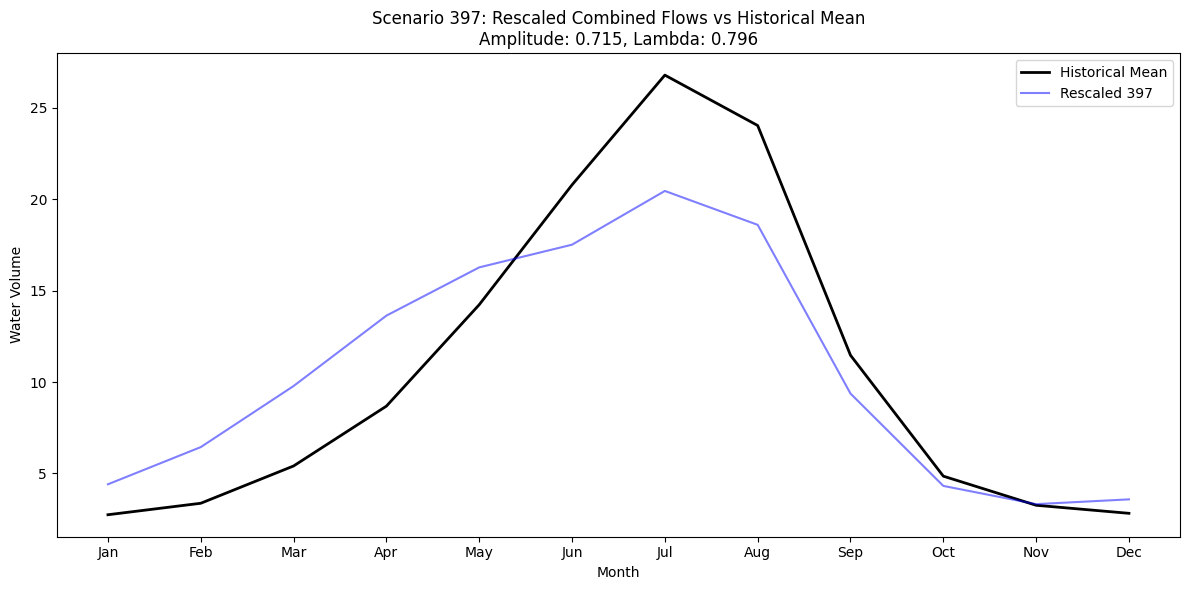 Scenario 397: Rescaled Combined Flows vs Historical Mean
Amplitude: 0.715, Lambda: 0.796
Historical Mean
Rescaled 397
Water Volume
25
20
15
10
5
Jan Feb Mar Apr May Jun Jul Aug Sep Oct Nov Dec
Month